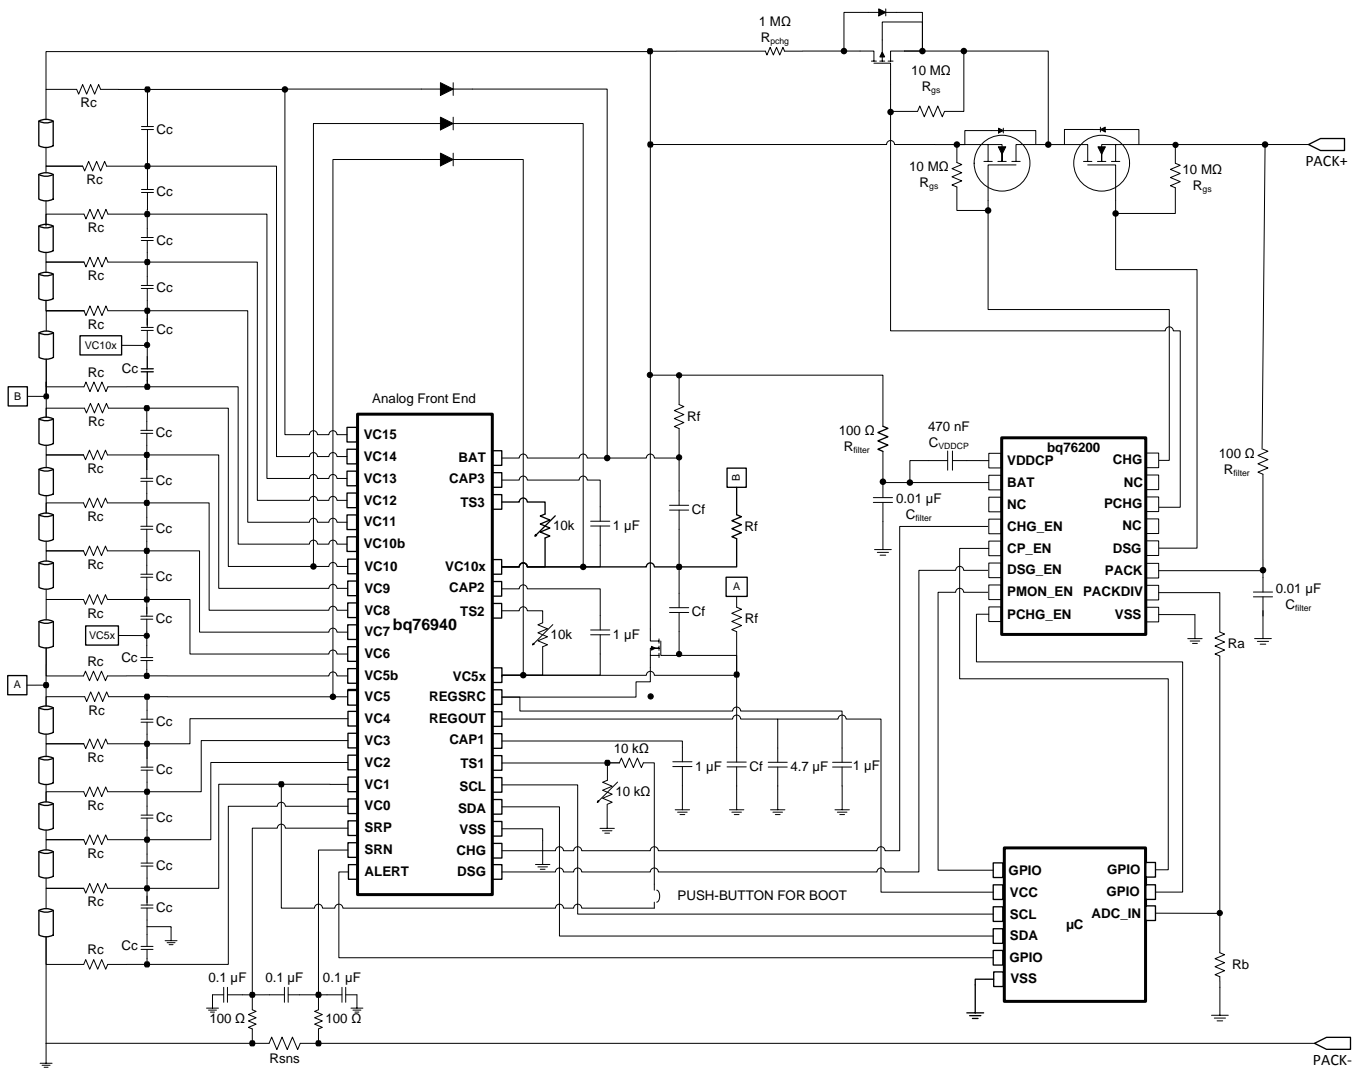 1 MΩ
Rpchg
10 MΩ
Rgs
PACK+
10 MΩ
Rgs
10 MΩ
Rgs
Rc
Cc
Rc
Cc
Rc
Cc
Rc
Cc
Rc
Cc
VC10x
Cc
Rc
B
Rc
Cc
Rc
Cc
Rc
Cc
Rc
Cc
Rc
Cc
VC5x
Cc
Rc
A
Rc
Cc
Rc
Cc
Rc
Cc
Rc
Cc
Rc
Cc
Cc
Rc
Analog Front End
bq76940
VC15
VC14
VC13
VC12
VC11
VC10b
VC10
VC9
VC8
VC7
VC6
VC5b
VC5
VC4
VC3
VC2
VC1
VC0
SRP
SRN
ALERT
BAT
CAP3
TS3
VC10x
CAP2
TS2
VC5x
REGSRC
REGOUT
CAP1
TS1
SCL
SDA
VSS
CHG
DSG
10k
1 µF
Rf
Cf
B
Rf
A
Rf
Cf
10k
1 µF
10 kΩ
10 kΩ
1 µF
Cf
4.7 µF
1 µF
PUSH-BUTTON FOR BOOT
100 Ω
Rfilter
470 nF
CVDDCP
0.01 µF
Cfilter
bq76200
VDDCP
BAT
NC
CHG_EN
CP_EN
DSG_EN
PMON_EN
PCHG_EN
CHG
NC
PCHG
NC
DSG
PACK
PACKDIV
VSS
100 Ω
Rfilter
0.01 µF
Cfilter
Ra
Rb
µC
GPIO
VCC
SCL
SDA
GPIO
VSS
GPIO
GPIO
ADC_IN
0.1 µF
0.1 µF
0.1 µF
100 Ω
100 Ω
Rsns
PACK-